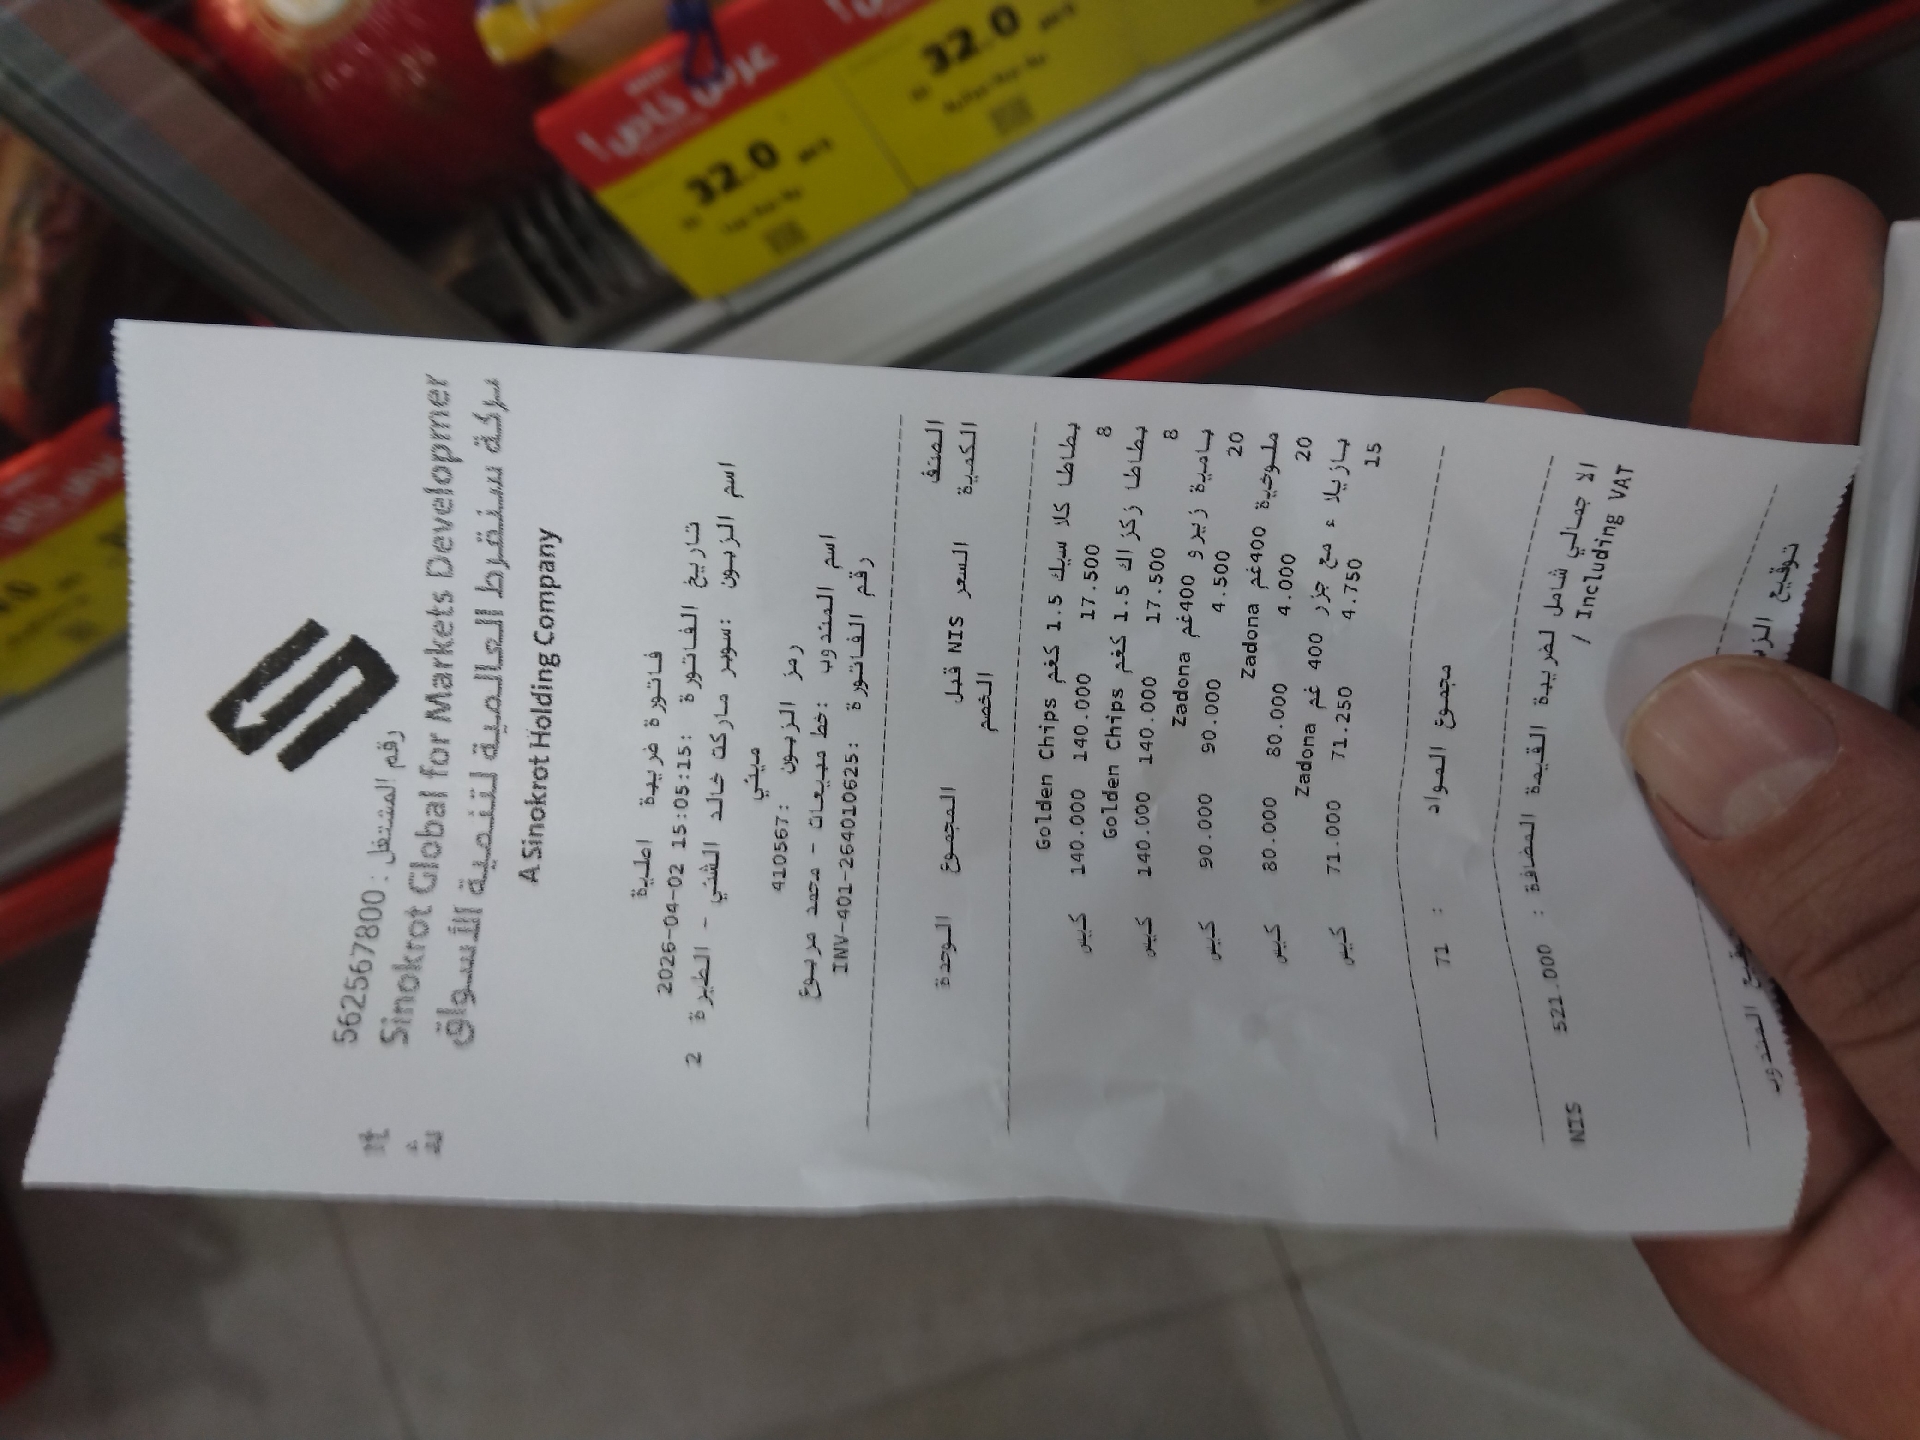 رقم المشتغل : 562567800
Sinokrot Global for Markets Developmer
شركة سنقرط العالمية لتنمية الأسواق
A Sinokrot Holding Company
فاتورة ضريبة اصلية
تاريخ الفاتورة :2026-04-02 15:05:15
اسم الزبون :سوبر ماركت خالد الشني - الطيرة 2
ميني
رمز الزبون :410567
اسم المندوب :خط مبيعات - محمد مربوع
رقم الفاتورة :INV-401-264010625
الصنف
الكمية السعر NIS قبل المجموع الوحدة
الخصم
بطاطا كلاسيك 1.5 كغم Golden Chips
8 17.500 140.000 140.000 كيس
بطاطا زكزاك 1.5 كغم Golden Chips
8 17.500 140.000 140.000 كيس
بامية زيرو 400غم Zadona
20 4.500 90.000 90.000 كيس
ملوخية 400غم Zadona
20 4.000 80.000 80.000 كيس
بازيلاء مع جزر 400 غم Zadona
15 4.750 71.250 71.000 كيس
مجموع المواد : 71
الاجمالي شامل لضريبة القيمة المضافة : 521.000 NIS
/ Including VAT
توقيع
المندوب
عرض خاص!
32.0
32.0